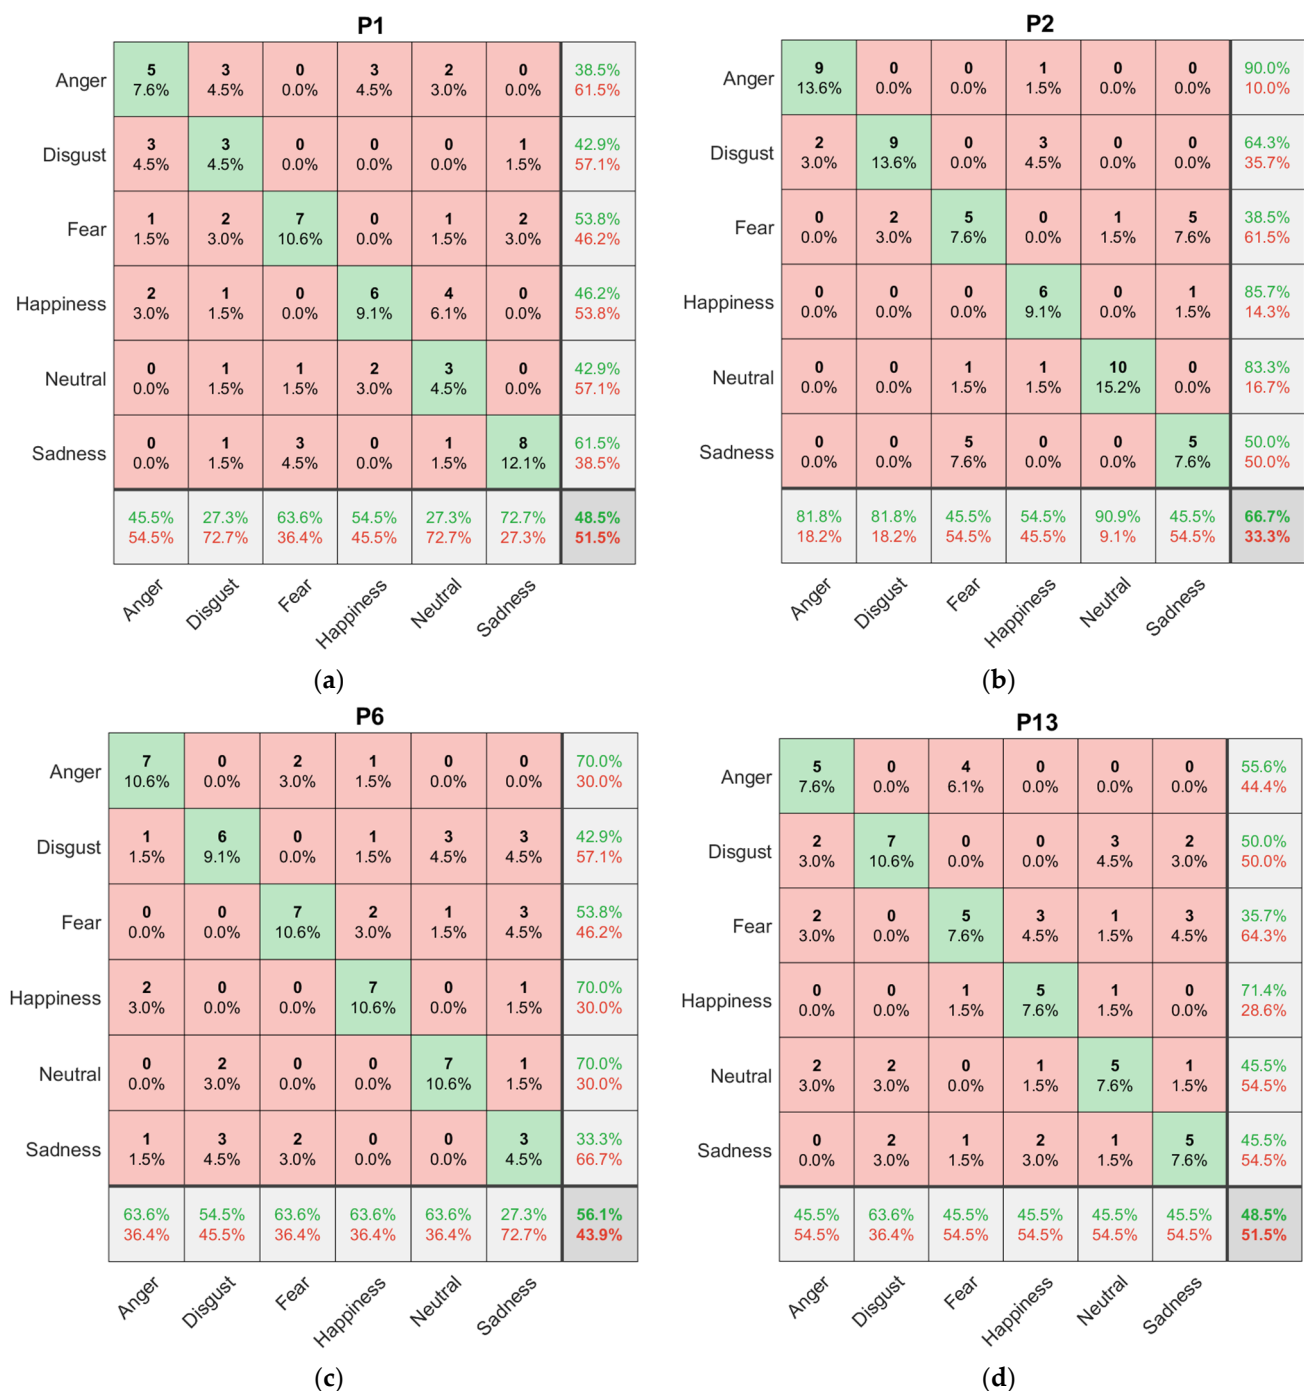 P1
Anger 5 3 0 3 2 0 38.5%
7.6% 4.5% 0.0% 4.5% 3.0% 0.0% 61.5%
Disgust 3 3 0 0 0 1 42.9%
4.5% 4.5% 0.0% 0.0% 0.0% 1.5% 57.1%
Fear 1 2 7 0 1 2 53.8%
1.5% 3.0% 10.6% 0.0% 1.5% 3.0% 46.2%
Happiness 2 1 0 6 4 0 46.2%
3.0% 1.5% 0.0% 9.1% 6.1% 0.0% 53.8%
Neutral 0 1 1 2 3 0 42.9%
0.0% 1.5% 1.5% 3.0% 4.5% 0.0% 57.1%
Sadness 0 1 3 0 1 8 61.5%
0.0% 1.5% 4.5% 0.0% 1.5% 12.1% 38.5%
45.5% 27.3% 63.6% 54.5% 27.3% 72.7% 48.5%
54.5% 72.7% 36.4% 45.5% 72.7% 27.3% 51.5%
Anger Disgust Fear Happiness Neutral Sadness
(a)
P2
Anger 9 0 0 1 0 0 90.0%
13.6% 0.0% 0.0% 1.5% 0.0% 0.0% 10.0%
Disgust 2 9 0 3 0 0 64.3%
3.0% 13.6% 0.0% 4.5% 0.0% 0.0% 35.7%
Fear 0 2 5 0 1 5 38.5%
0.0% 3.0% 7.6% 0.0% 1.5% 7.6% 61.5%
Happiness 0 0 0 6 0 1 85.7%
0.0% 0.0% 0.0% 9.1% 0.0% 1.5% 14.3%
Neutral 0 0 1 1 10 0 83.3%
0.0% 0.0% 1.5% 1.5% 15.2% 0.0% 16.7%
Sadness 0 0 5 0 0 5 50.0%
0.0% 0.0% 7.6% 0.0% 0.0% 7.6% 50.0%
81.8% 81.8% 45.5% 54.5% 90.9% 45.5% 66.7%
18.2% 18.2% 54.5% 45.5% 9.1% 54.5% 33.3%
Anger Disgust Fear Happiness Neutral Sadness
(b)
P6
Anger 7 0 2 1 0 0 70.0%
10.6% 0.0% 3.0% 1.5% 0.0% 0.0% 30.0%
Disgust 1 6 0 1 3 3 42.9%
1.5% 9.1% 0.0% 1.5% 4.5% 4.5% 57.1%
Fear 0 0 7 2 1 3 53.8%
0.0% 0.0% 10.6% 3.0% 1.5% 4.5% 46.2%
Happiness 2 0 0 7 0 1 70.0%
3.0% 0.0% 0.0% 10.6% 0.0% 1.5% 30.0%
Neutral 0 2 0 0 7 1 70.0%
0.0% 3.0% 0.0% 0.0% 10.6% 1.5% 30.0%
Sadness 1 3 2 0 0 3 33.3%
1.5% 4.5% 3.0% 0.0% 0.0% 4.5% 66.7%
63.6% 54.5% 63.6% 63.6% 63.6% 27.3% 56.1%
36.4% 45.5% 36.4% 36.4% 36.4% 72.7% 43.9%
Anger Disgust Fear Happiness Neutral Sadness
(c)
P13
Anger 5 0 4 0 0 0 55.6%
7.6% 0.0% 6.1% 0.0% 0.0% 0.0% 44.4%
Disgust 2 7 0 0 3 2 50.0%
3.0% 10.6% 0.0% 0.0% 4.5% 3.0% 50.0%
Fear 2 0 5 3 1 3 35.7%
3.0% 0.0% 7.6% 4.5% 1.5% 4.5% 64.3%
Happiness 0 0 1 5 1 0 71.4%
0.0% 0.0% 1.5% 7.6% 1.5% 0.0% 28.6%
Neutral 2 2 0 1 5 1 45.5%
3.0% 3.0% 0.0% 1.5% 7.6% 1.5% 54.5%
Sadness 0 2 1 2 1 5 45.5%
0.0% 3.0% 1.5% 3.0% 1.5% 7.6% 54.5%
45.5% 63.6% 45.5% 45.5% 45.5% 45.5% 48.5%
54.5% 36.4% 54.5% 54.5% 54.5% 54.5% 51.5%
Anger Disgust Fear Happiness Neutral Sadness
(d)